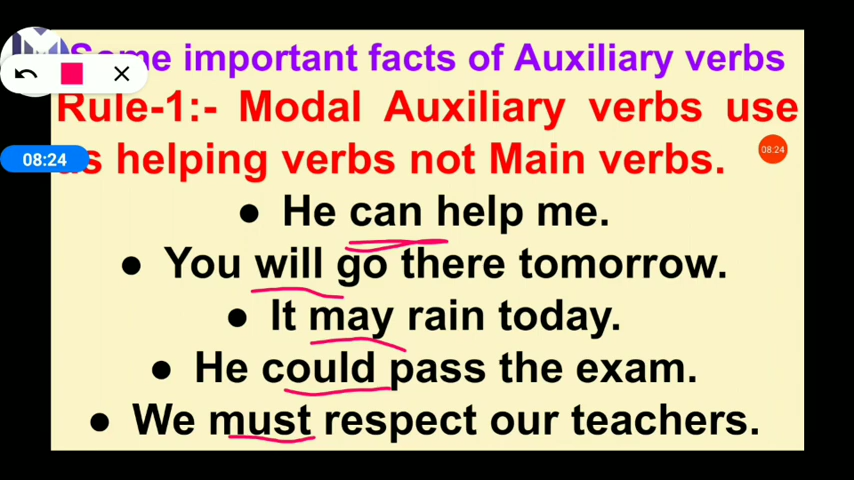 Some important facts of Auxiliary verbs
Rule-1:- Modal Auxiliary verbs use
08:24
as helping verbs not Main verbs.
08:24
● He can help me.
● You will go there tomorrow.
● It may rain today.
● He could pass the exam.
● We must respect our teachers.